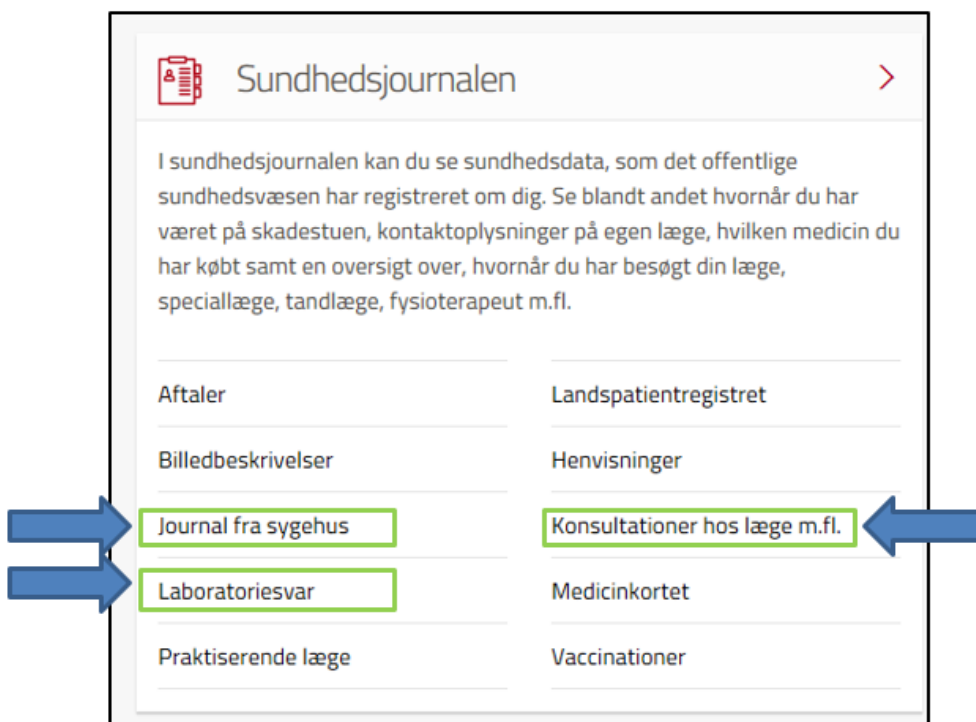 Sundhedsjournalen
I sundhedsjournalen kan du se sundhedsdata, som det offentlige
sundhedsvæsen har registreret om dig. Se blandt andet hvornår du har
været på skadestuen, kontaktoplysninger på egen læge, hvilken medicin du
har købt samt en oversigt over, hvornår du har besøgt din læge,
speciallæge, tandlæge, fysioterapeut m.fl.
Aftaler
Landspatientregistret
Billedbeskrivelser
Henvisninger
Journal fra sygehus
Konsultationer hos læge m.fl.
Laboratoriesvar
Medicinkortet
Praktiserende læge
Vaccinationer